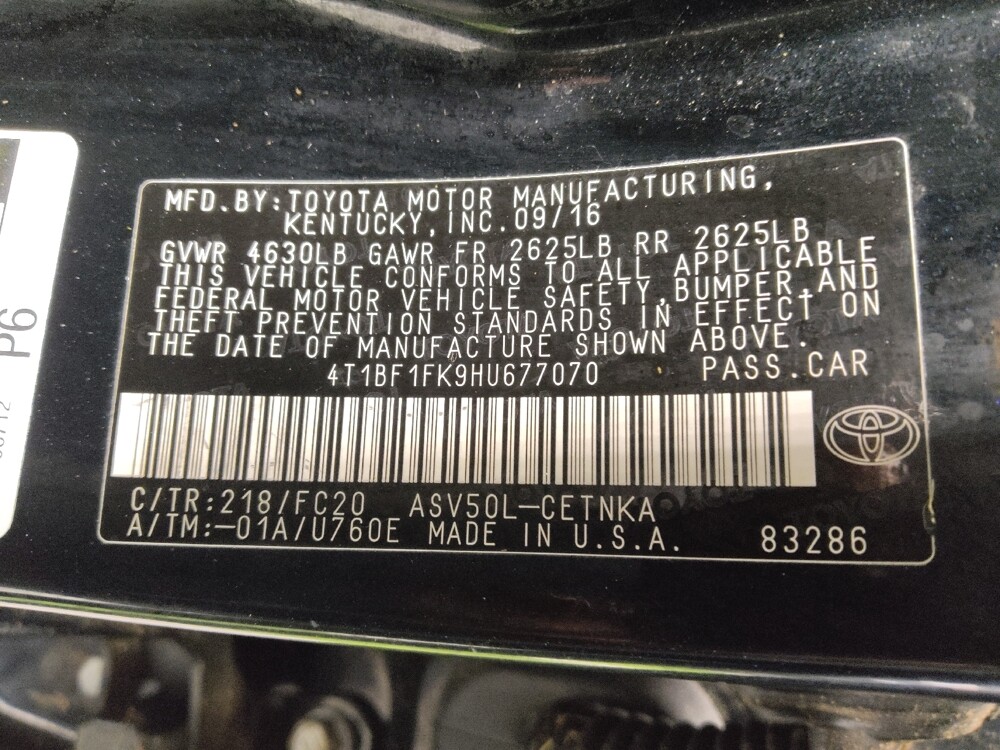 MFD.BY:TOYOTA MOTOR MANUFACTURING,
KENTUCKY,INC.09/16
GVWR 4630LB GAWR FR 2625LB RR 2625LB
THIS VEHICLE CONFORMS TO ALL APPLICABLE
FEDERAL MOTOR VEHICLE SAFETY,BUMPER,AND
THEFT PREVENTION STANDARDS IN EFFECT ON
THE DATE OF MANUFACTURE SHOWN ABOVE.
4T1BF1FK9HU677070 PASS.CAR
C/TR:218/FC20 ASV50L-CETNKA
A/TM:-01A/U760E MADE IN U.S.A. 83286
P6